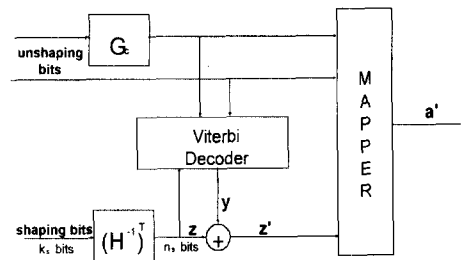 Gc
unshaping
bits
Viterbi
Decoder
M
A
P
P
E
R
a'
y
shaping bits
ks bits
(H⁻¹)ᵀ
z
ns bits
+
z'